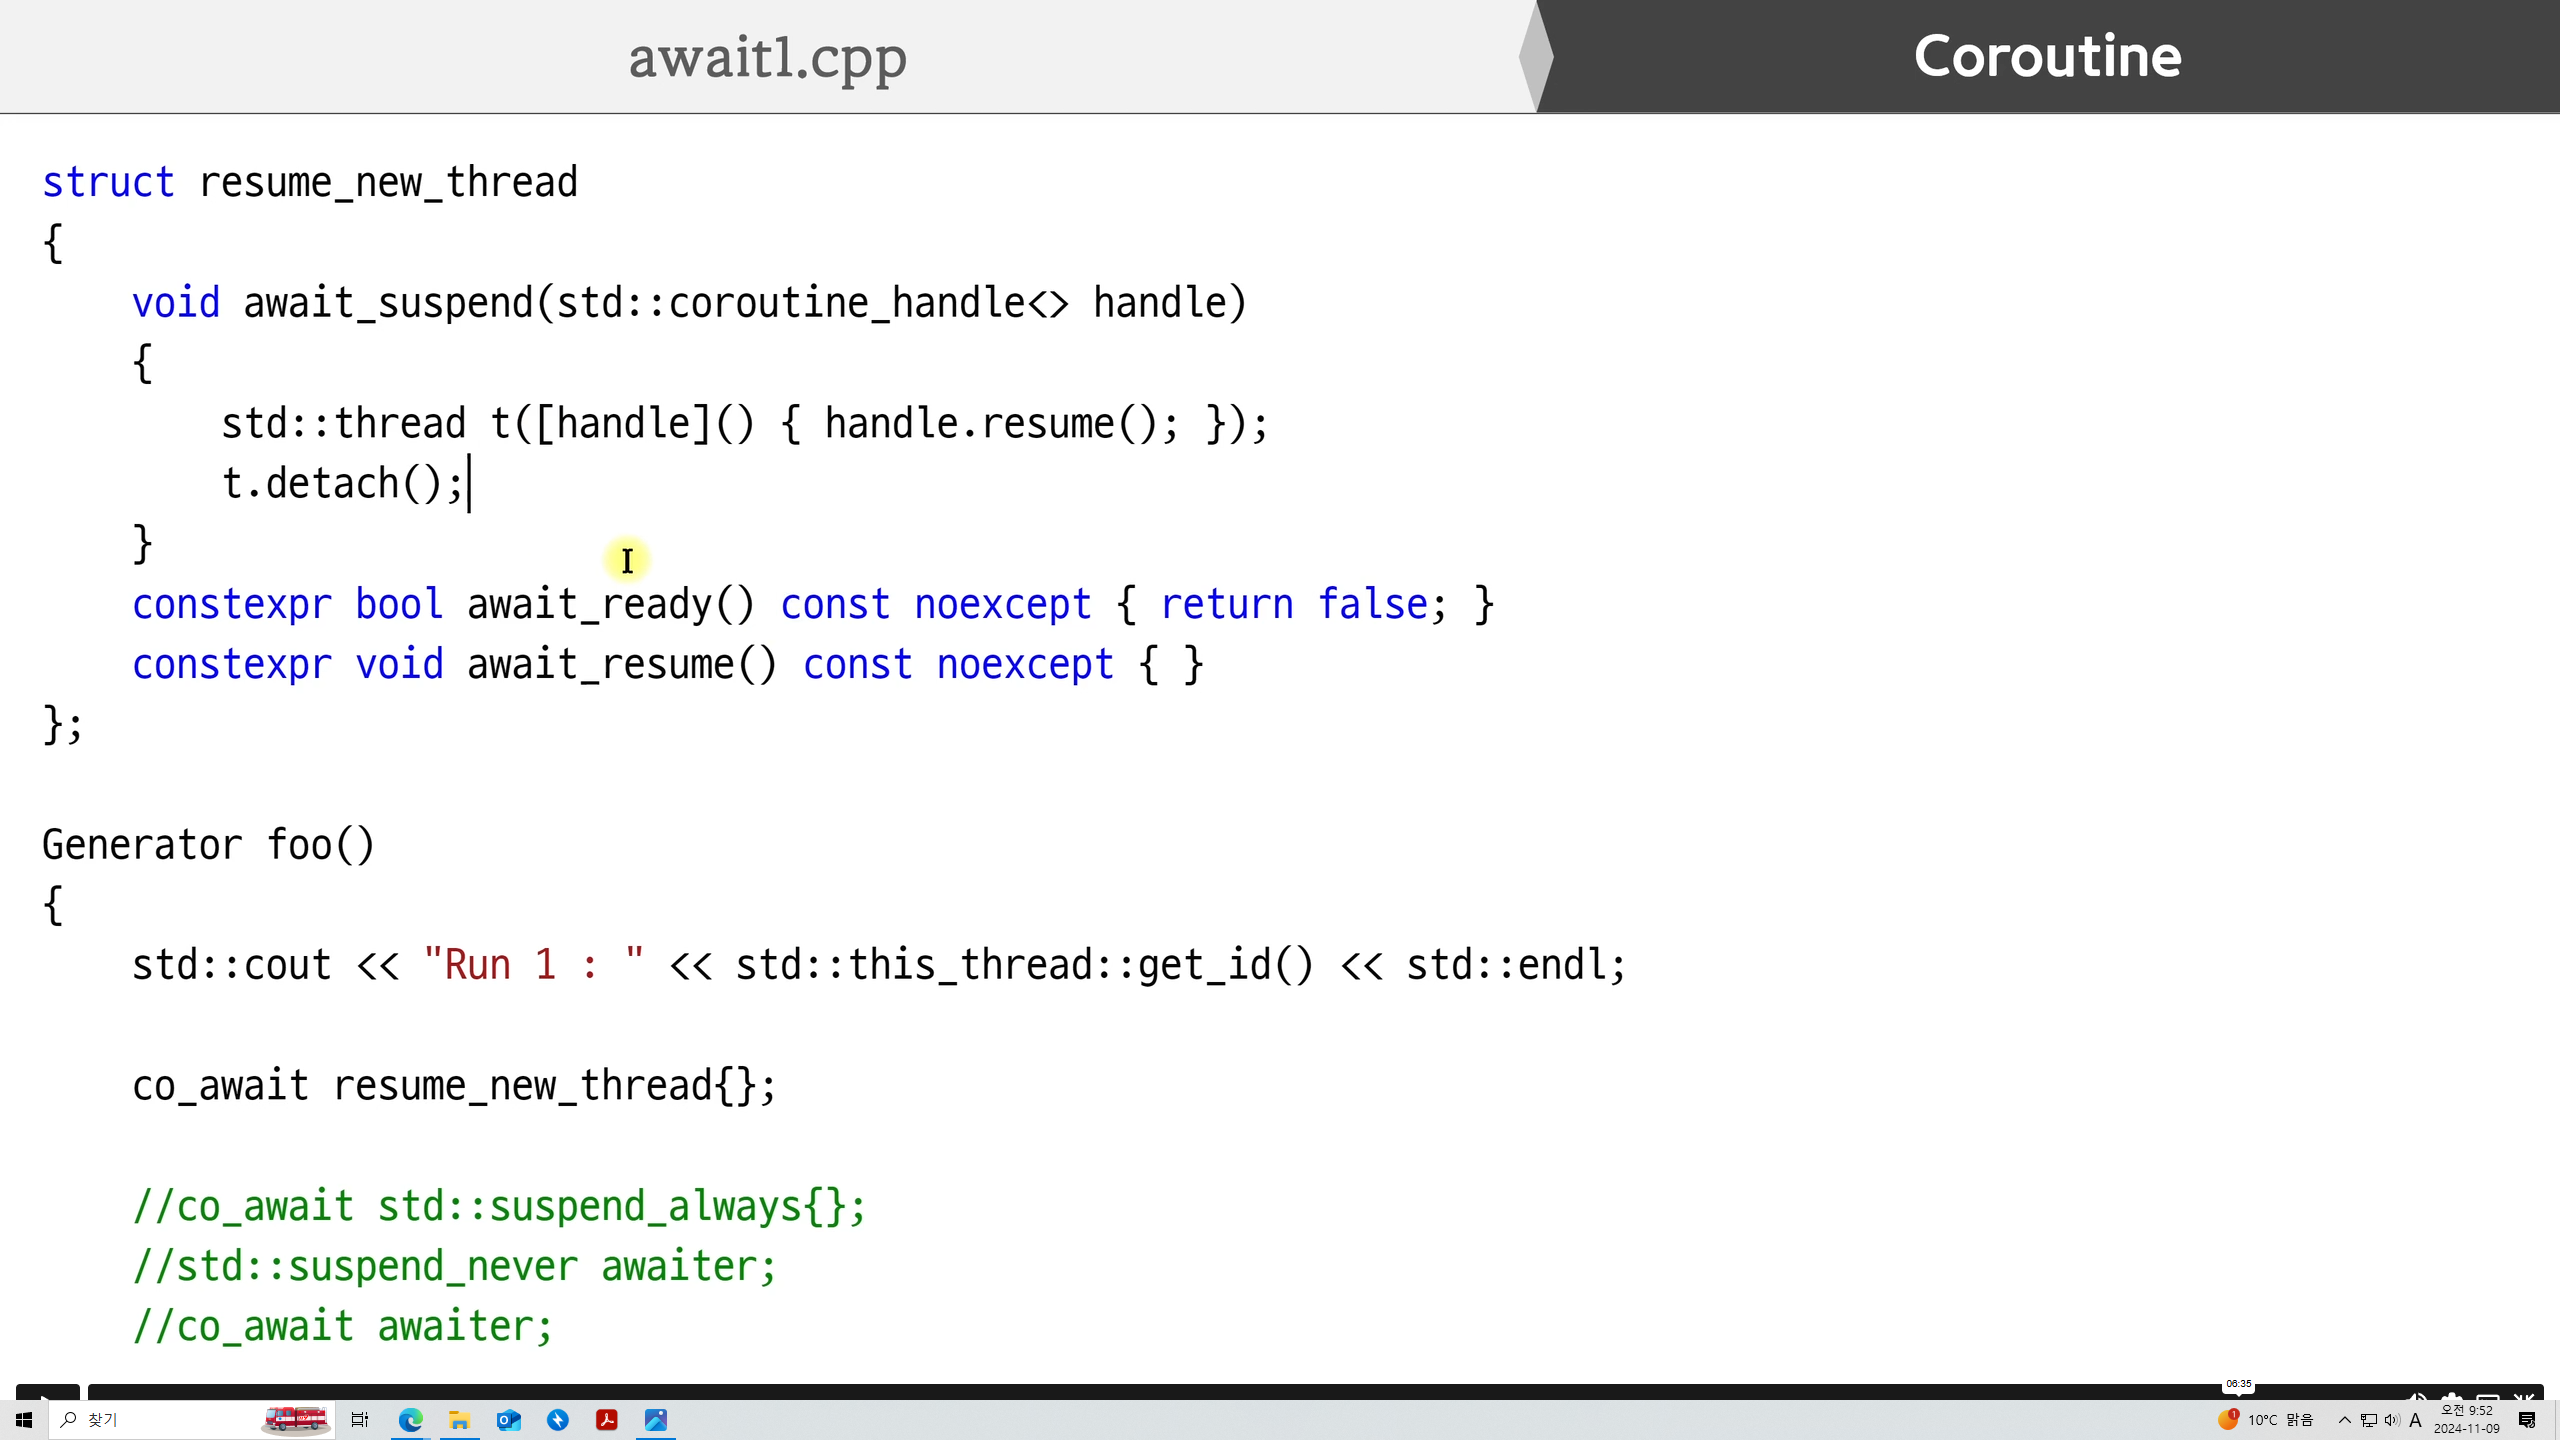 await1.cpp
Coroutine
struct resume_new_thread
{
    void await_suspend(std::coroutine_handle<> handle)
    {
        std::thread t([handle]() { handle.resume(); });
        t.detach();
    }
    constexpr bool await_ready() const noexcept { return false; }
    constexpr void await_resume() const noexcept { }
};
Generator foo()
{
    std::cout << "Run 1 : " << std::this_thread::get_id() << std::endl;
    co_await resume_new_thread{};
    //co_await std::suspend_always{};
    //std::suspend_never awaiter;
    //co_await awaiter;
06:35
찾기
1
10°C 맑음
A
오전 9:52
2024-11-09